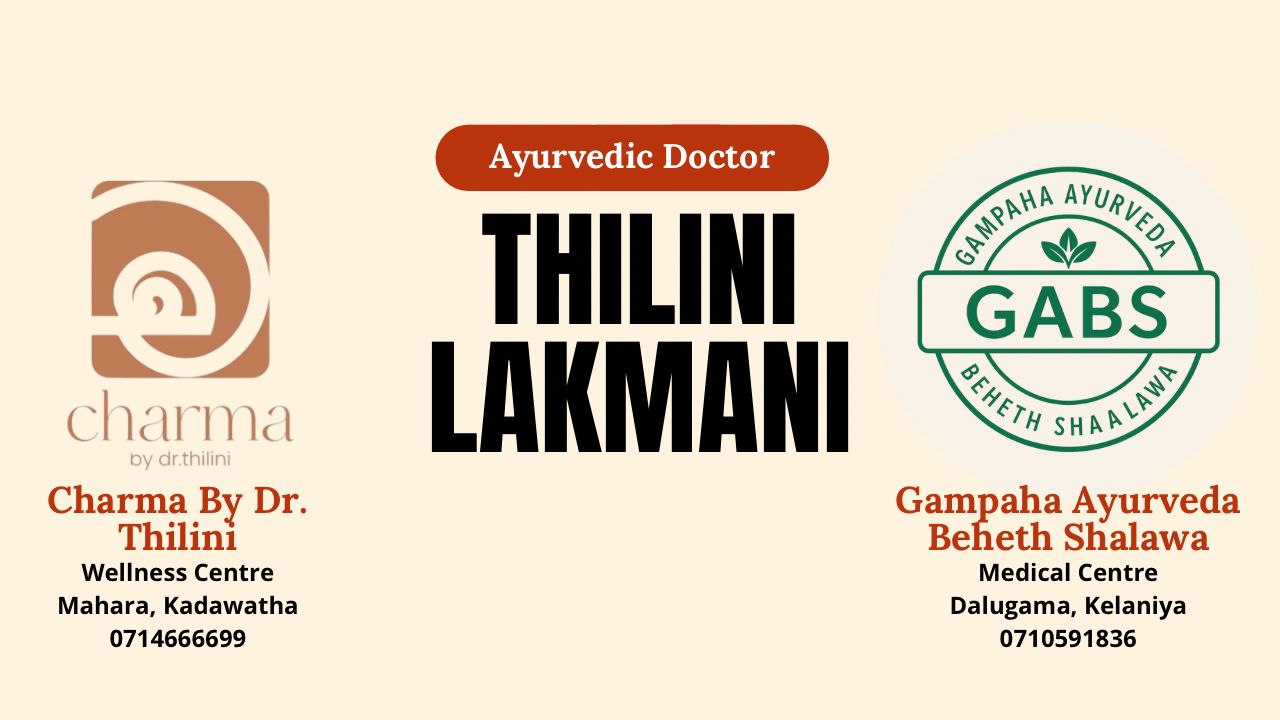 Ayurvedic Doctor
THILINI
LAKMANI
charma
by dr.thilini
Charma By Dr.
Thilini
Wellness Centre
Mahara, Kadawatha
0714666699
GAMPAHA AYURVEDA
GABS
BEHETH SHAALAWA
Gampaha Ayurveda
Beheth Shalawa
Medical Centre
Dalugama, Kelaniya
0710591836